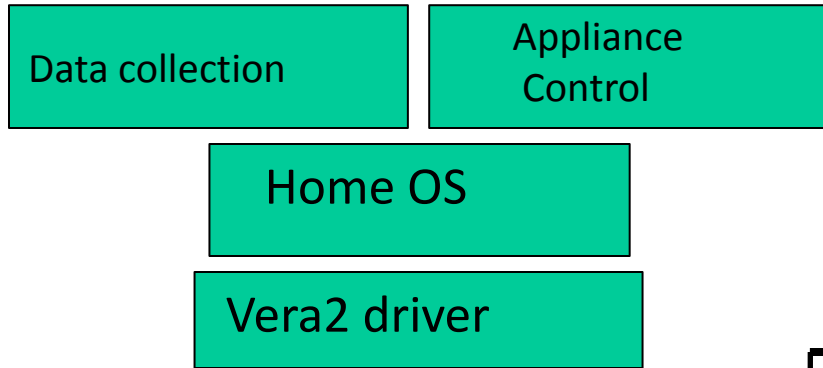 Data collection
Appliance
Control
Home OS
Vera2 driver